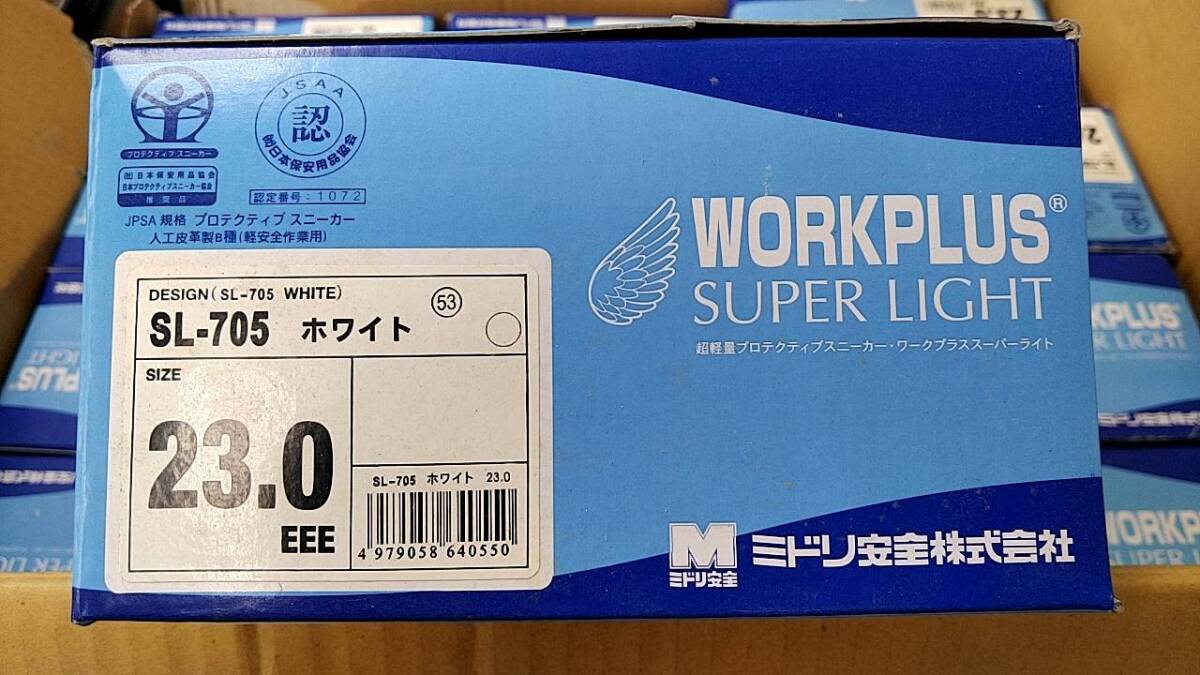 プロテクティブ スニーカー
(社)日本保安用品協会
日本プロテクティブスニーカー協会
推奨品
JSAA
認
(社)日本保安用品協会
認定番号:1072
JPSA 規格 プロテクティブ スニーカー
人工皮革製B種(軽安全作業用)
WORKPLUS®
SUPER LIGHT
超軽量プロテクティブスニーカー・ワークプラススーパーライト
DESIGN(SL-705 WHITE)
53
SL-705 ホワイト
SIZE
23.0
EEE
SL-705 ホワイト 23.0
4 979058 640550
M
ミドリ安全
ミドリ安全株式会社
PLUS
LIGHT
KPLUS
LIGHT
WORKPLUS
SUPER LIGHT